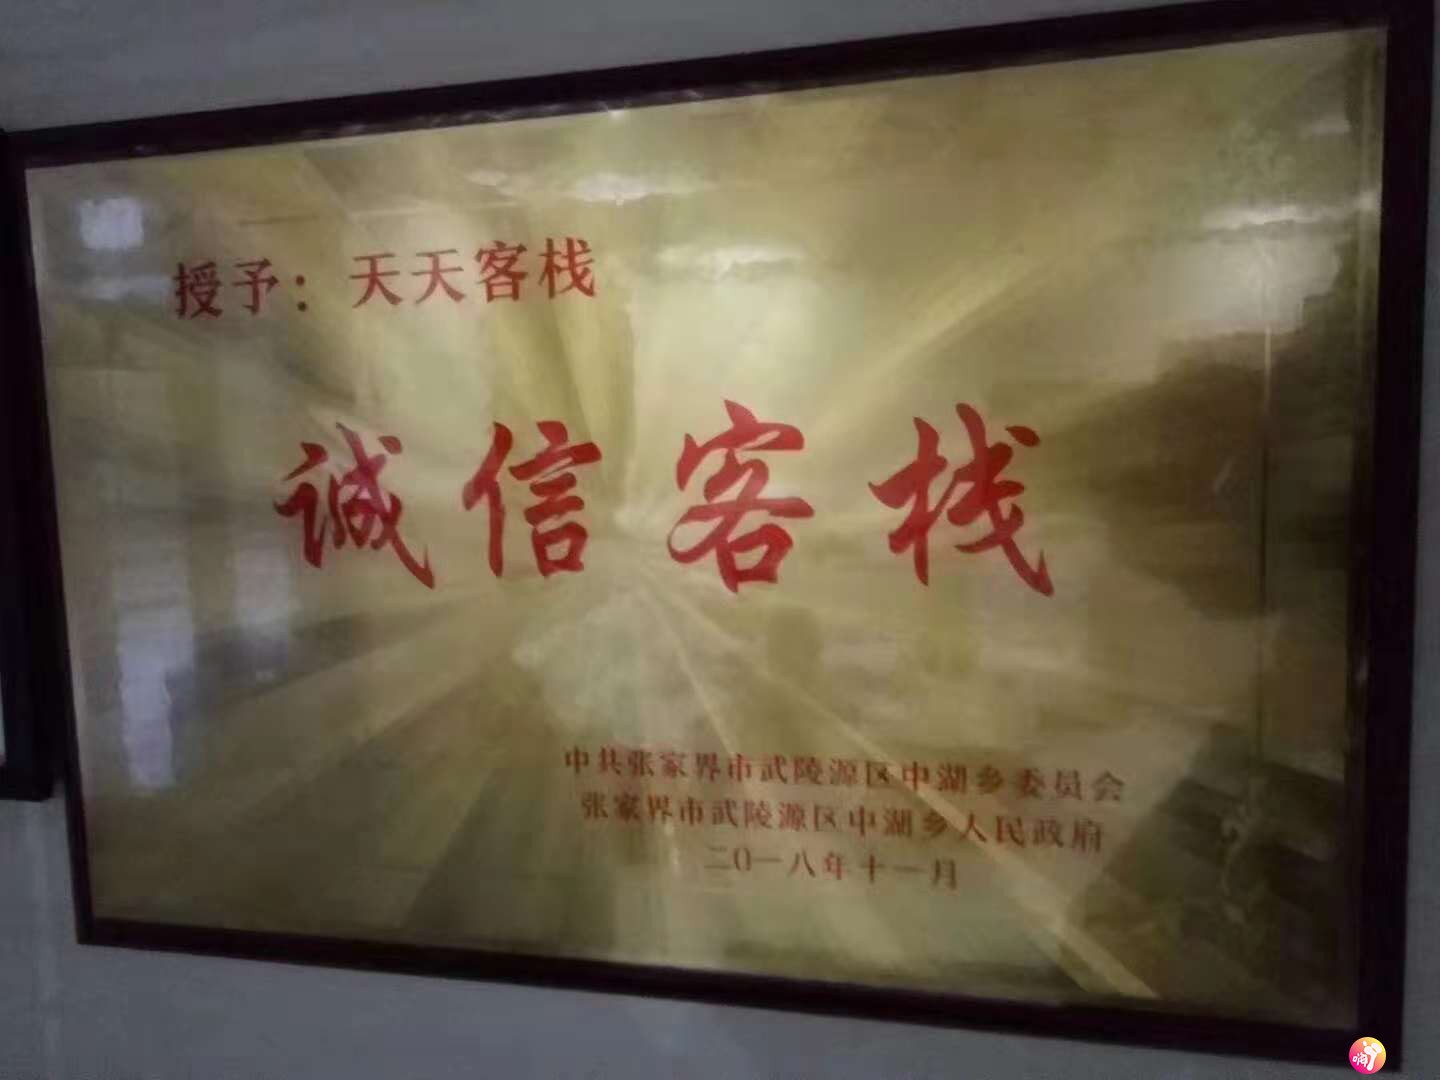 授予：天天客栈
诚信客栈
中共张家界市武陵源区中湖乡委员会
张家界市武陵源区中湖乡人民政府
二0一八年十一月
嗨